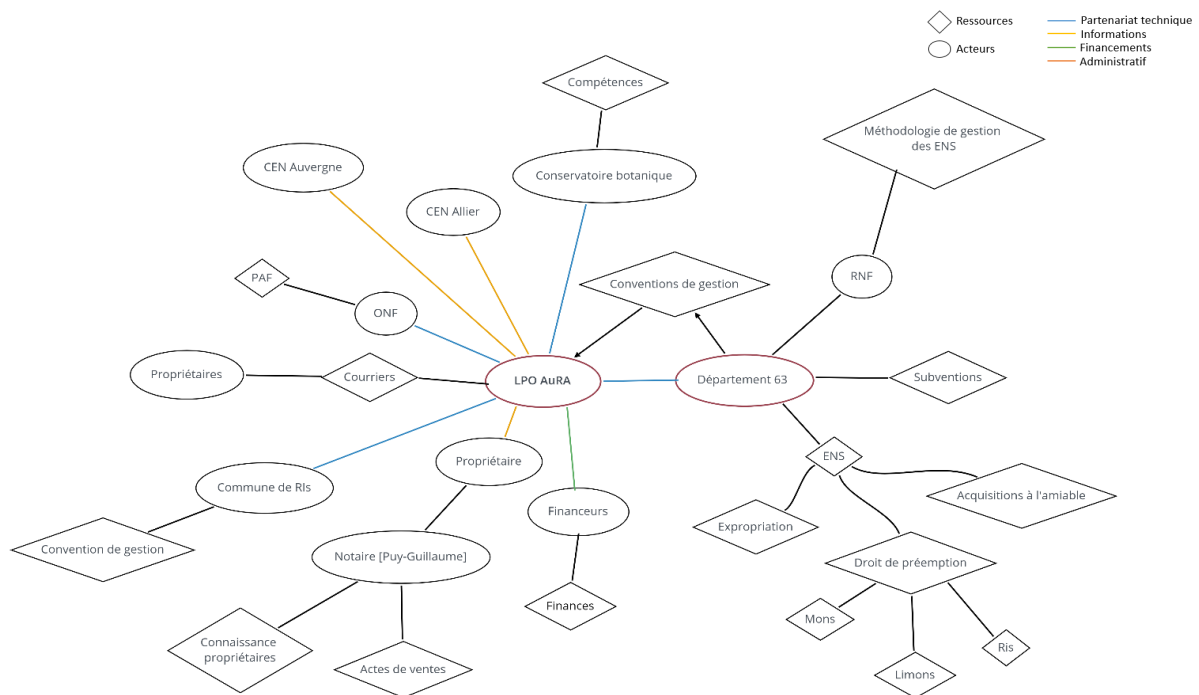 Ressources
Partenariat technique
Informations
Acteurs
Financements
Administratif
Compétences
Méthodologie de gestion
des ENS
CEN Auvergne
Conservatoire botanique
CEN Allier
PAF
RNF
Conventions de gestion
ONF
Propriétaires
Courriers
LPO AuRA
Département 63
Subventions
Propriétaire
ENS
Commune de RIs
Acquisitions à l'amiable
Financeurs
Expropriation
Convention de gestion
Notaire [Puy-Guillaume]
Droit de préemption
Finances
Mons
Connaissance
propriétaires
Ris
Actes de ventes
Limons